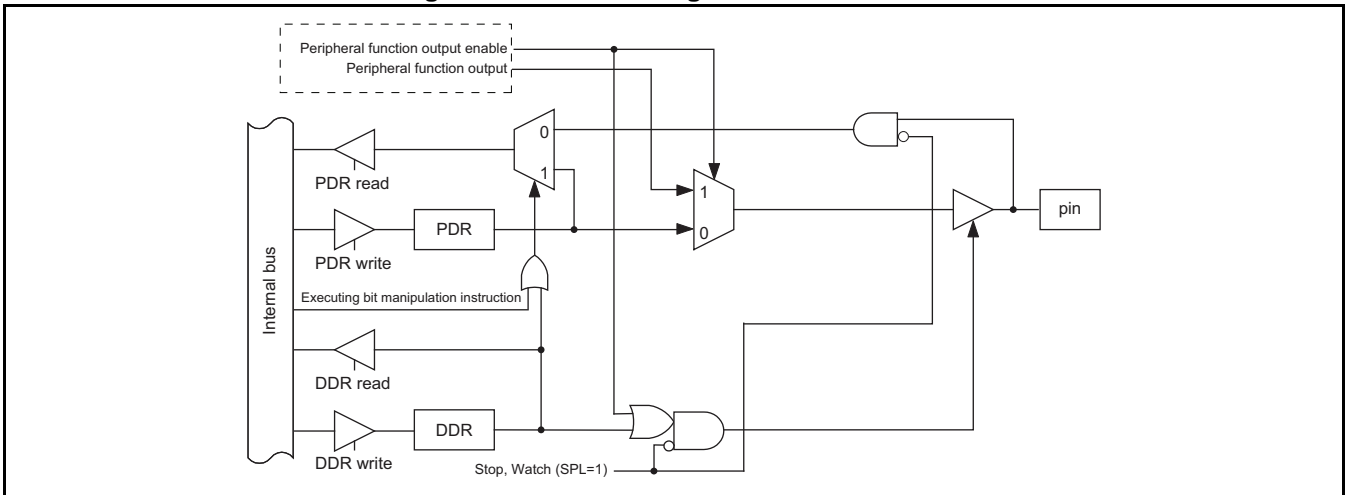 Peripheral function output enable
Peripheral function output
0
1
PDR read
1
pin
PDR
0
PDR write
Internal bus
Executing bit manipulation instruction
DDR read
DDR
DDR write
Stop, Watch (SPL=1)